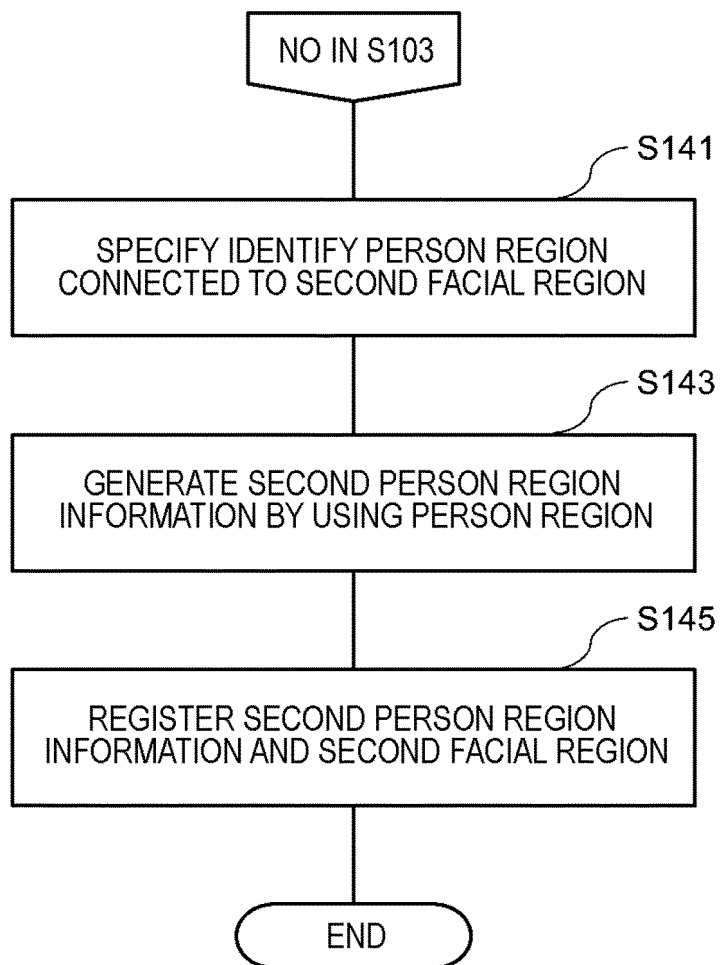 NO IN S103
S141
SPECIFY IDENTIFY PERSON REGION
CONNECTED TO SECOND FACIAL REGION
S143
GENERATE SECOND PERSON REGION
INFORMATION BY USING PERSON REGION
S145
REGISTER SECOND PERSON REGION
INFORMATION AND SECOND FACIAL REGION
END